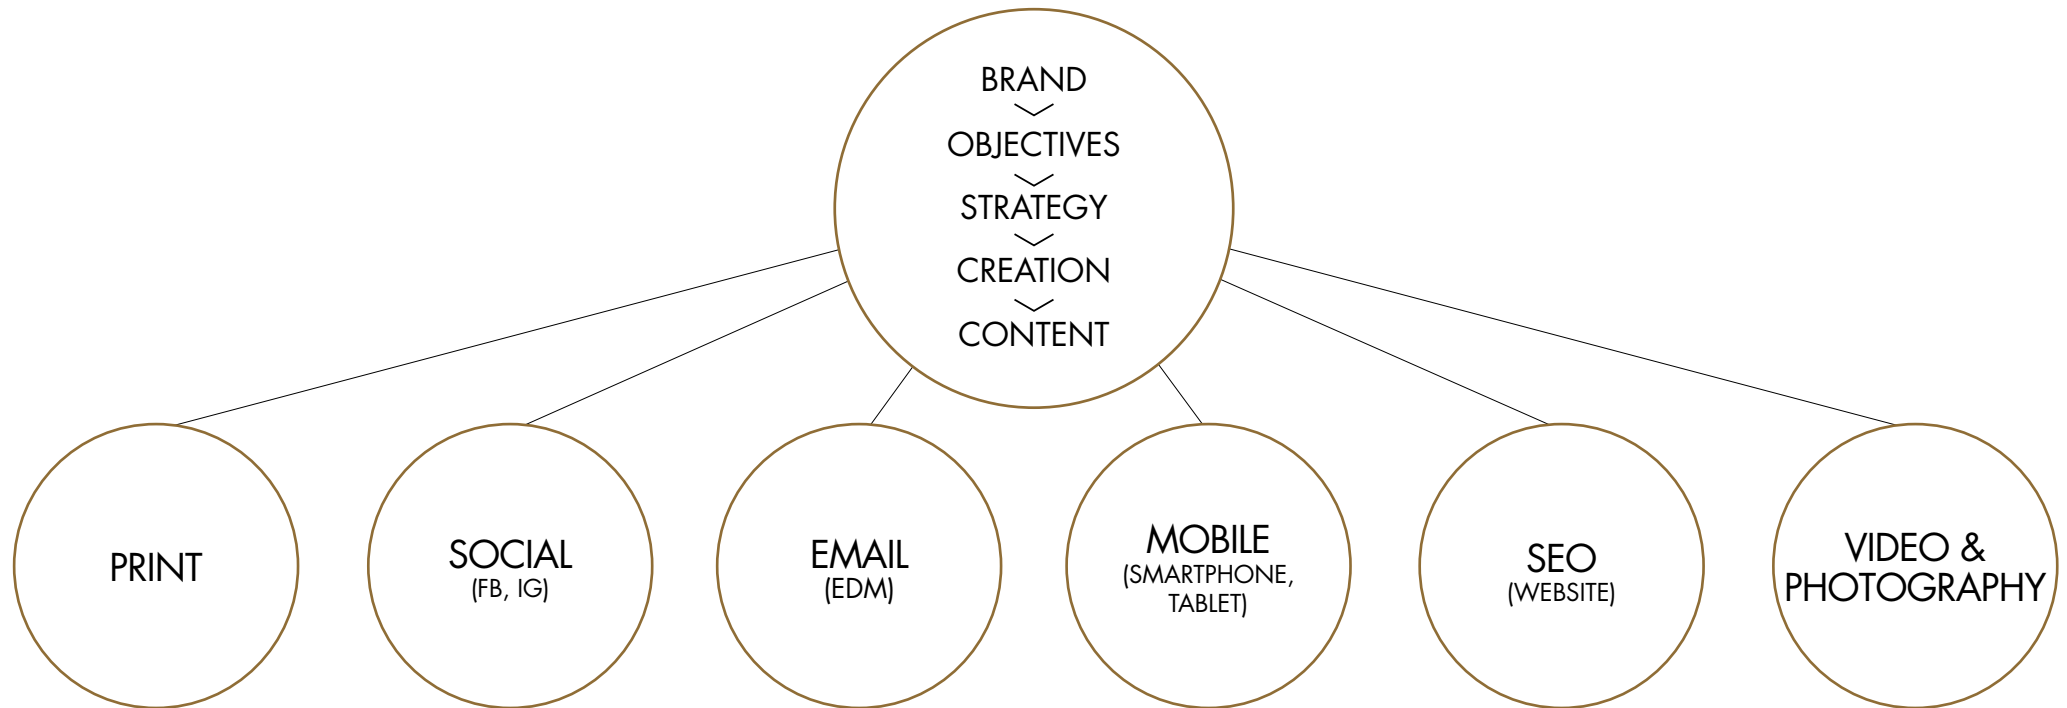 BRAND
OBJECTIVES
STRATEGY
CREATION
CONTENT
PRINT
SOCIAL
(FB, IG)
EMAIL
(EDM)
MOBILE
(SMARTPHONE,
TABLET)
SEO
(WEBSITE)
VIDEO &
PHOTOGRAPHY